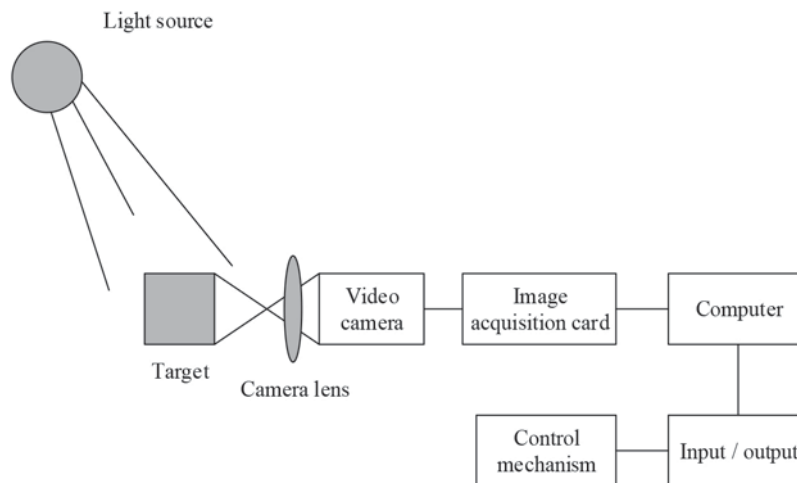 Light source
Video
camera
Image
acquisition card
Computer
Target
Camera lens
Control
mechanism
Input / output